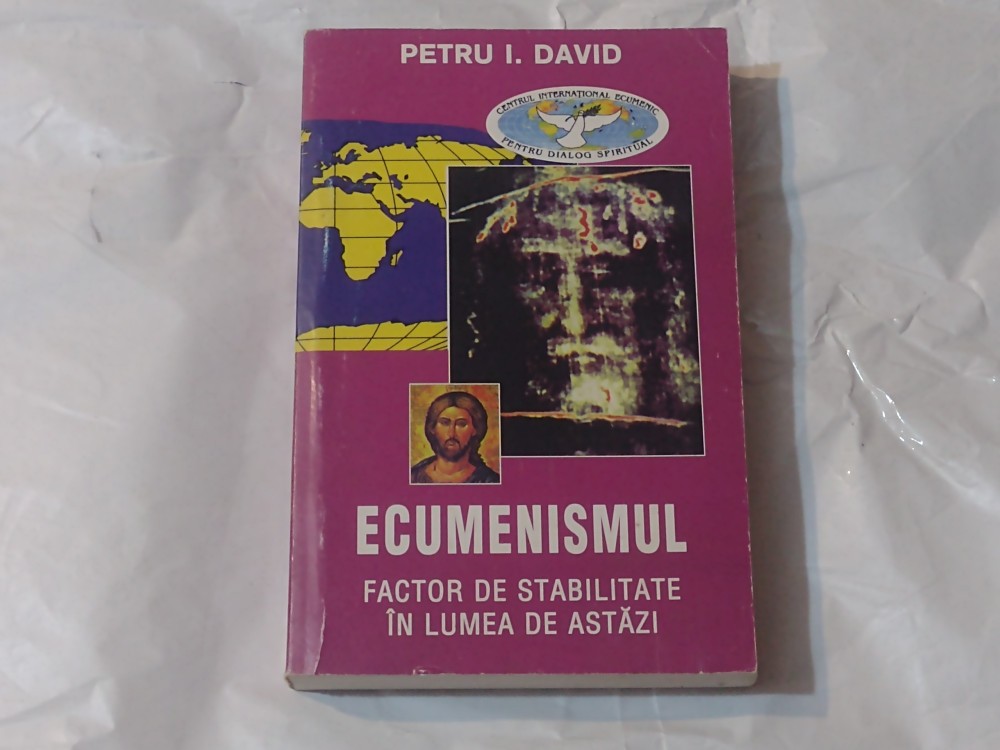 PETRU I. DAVID
CENTRUL INTERNAȚIONAL ECUMENIC
PENTRU DIALOG SPIRITUAL
ECUMENISMUL
FACTOR DE STABILITATE
ÎN LUMEA DE ASTĂZI